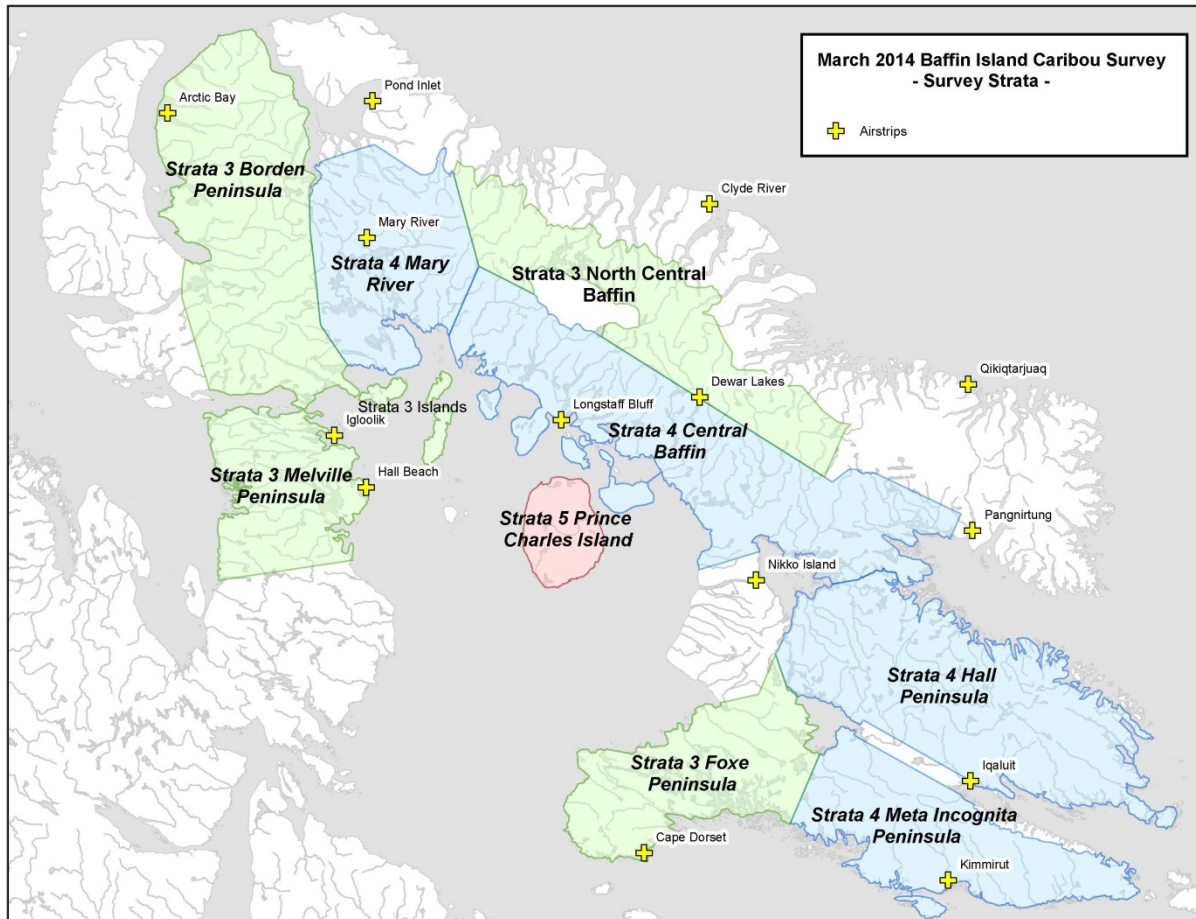 March 2014 Baffin Island Caribou Survey
- Survey Strata -
Airstrips
Pond Inlet
Arctic Bay
Strata 3 Borden
Peninsula
Clyde River
Mary River
Strata 4 Mary
River
Strata 3 North Central
Baffin
Qikiqtarjuaq
Dewar Lakes
Strata 3 Islands
Longstaff Bluff
Igloolik
Strata 4 Central
Baffin
Hall Beach
Strata 3 Melville
Peninsula
Strata 5 Prince
Charles Island
Pangnirtung
Nikko Island
Strata 4 Hall
Peninsula
Strata 3 Foxe
Peninsula
Iqaluit
Strata 4 Meta Incognita
Peninsula
Cape Dorset
Kimmirut